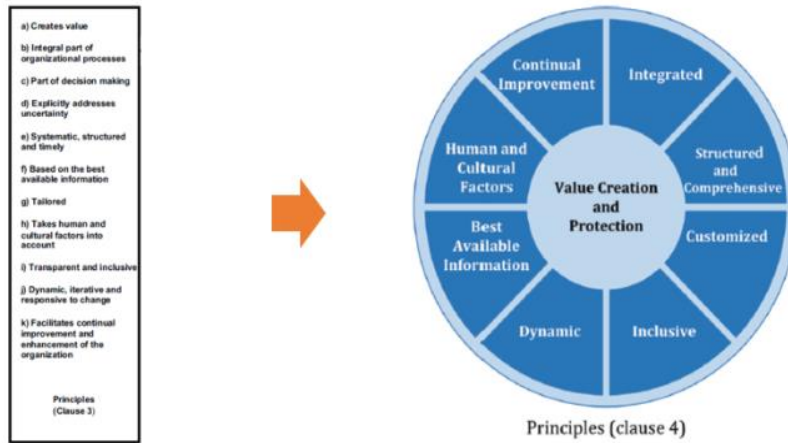 a) Creates value
b) Integral part of
organizational processes
c) Part of decision making
d) Explicitly addresses
uncertainty
e) Systematic, structured
and timely
f) Based on the best
available information
g) Tailored
h) Takes human and
cultural factors into
account
i) Transparent and inclusive
j) Dynamic, iterative and
responsive to change
k) Facilitates continual
improvement and
enhancement of the
organization
Principles
(Clause 3)
Continual
Improvement
Integrated
Human and
Cultural
Factors
Structured
and
Comprehensive
Value Creation
and
Protection
Best
Available
Information
Customized
Dynamic
Inclusive
Principles (clause 4)